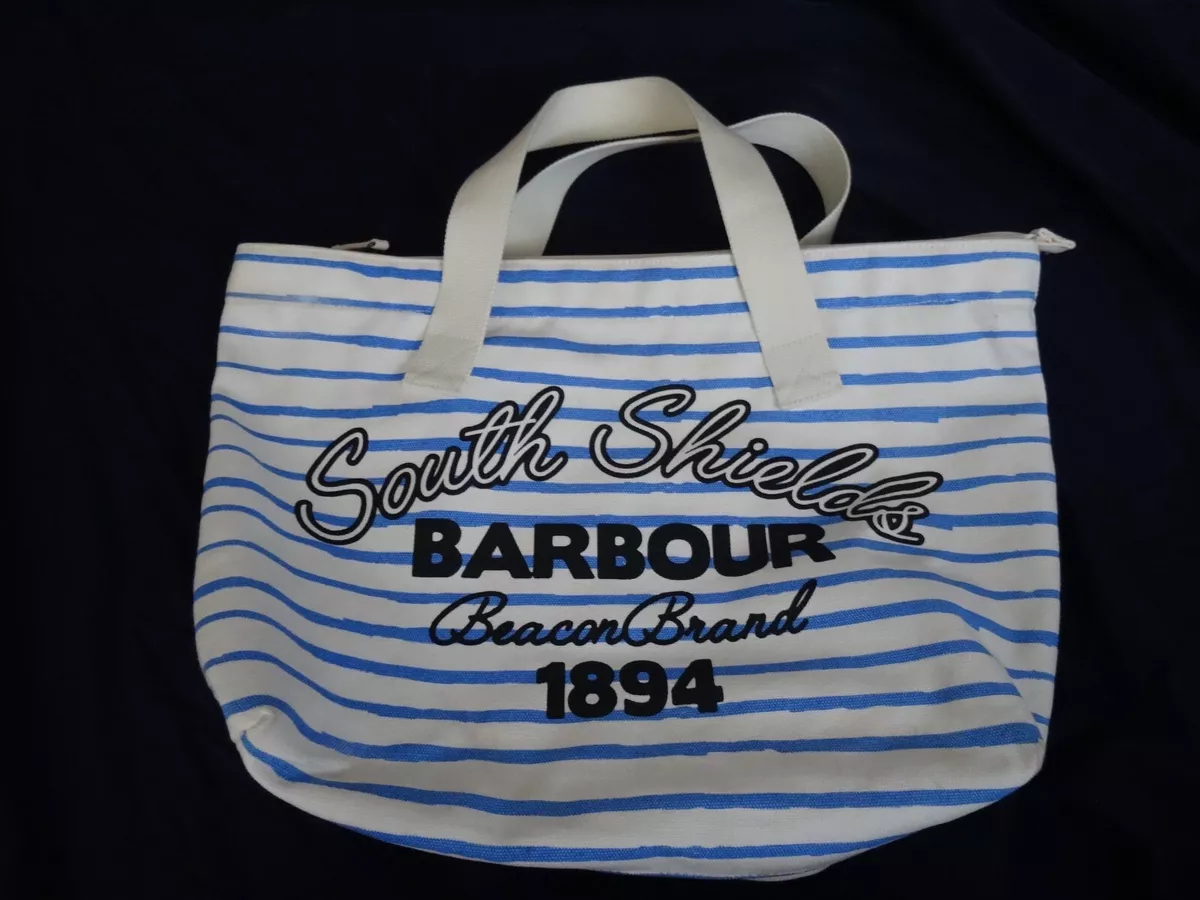 South Shields
BARBOUR
Beacon Brand
1894